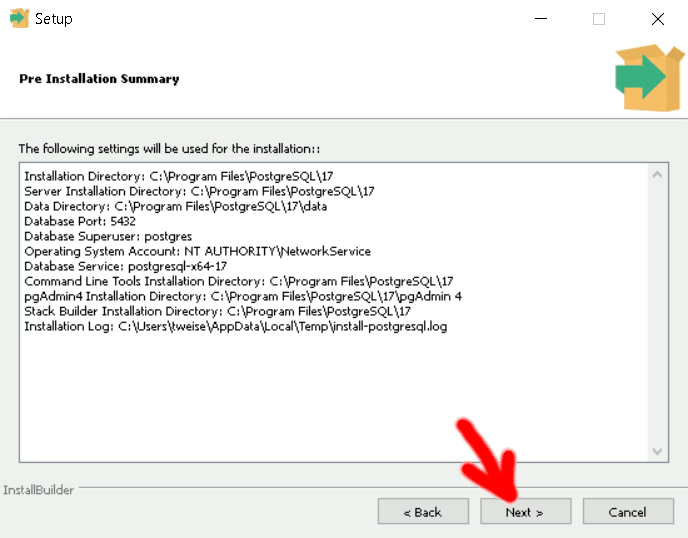 Setup
Pre Installation Summary
The following settings will be used for the installation::
Installation Directory: C:\Program Files\PostgreSQL\17
Server Installation Directory: C:\Program Files\PostgreSQL\17
Data Directory: C:\Program Files\PostgreSQL\17\data
Database Port: 5432
Database Superuser: postgres
Operating System Account: NT AUTHORITY\NetworkService
Database Service: postgresql-x64-17
Command Line Tools Installation Directory: C:\Program Files\PostgreSQL\17
pgAdmin4 Installation Directory: C:\Program Files\PostgreSQL\17\pgAdmin 4
Stack Builder Installation Directory: C:\Program Files\PostgreSQL\17
Installation Log: C:\Users\tweise\AppData\Local\Temp\install-postgresql.log
InstallBuilder
< Back
Next >
Cancel